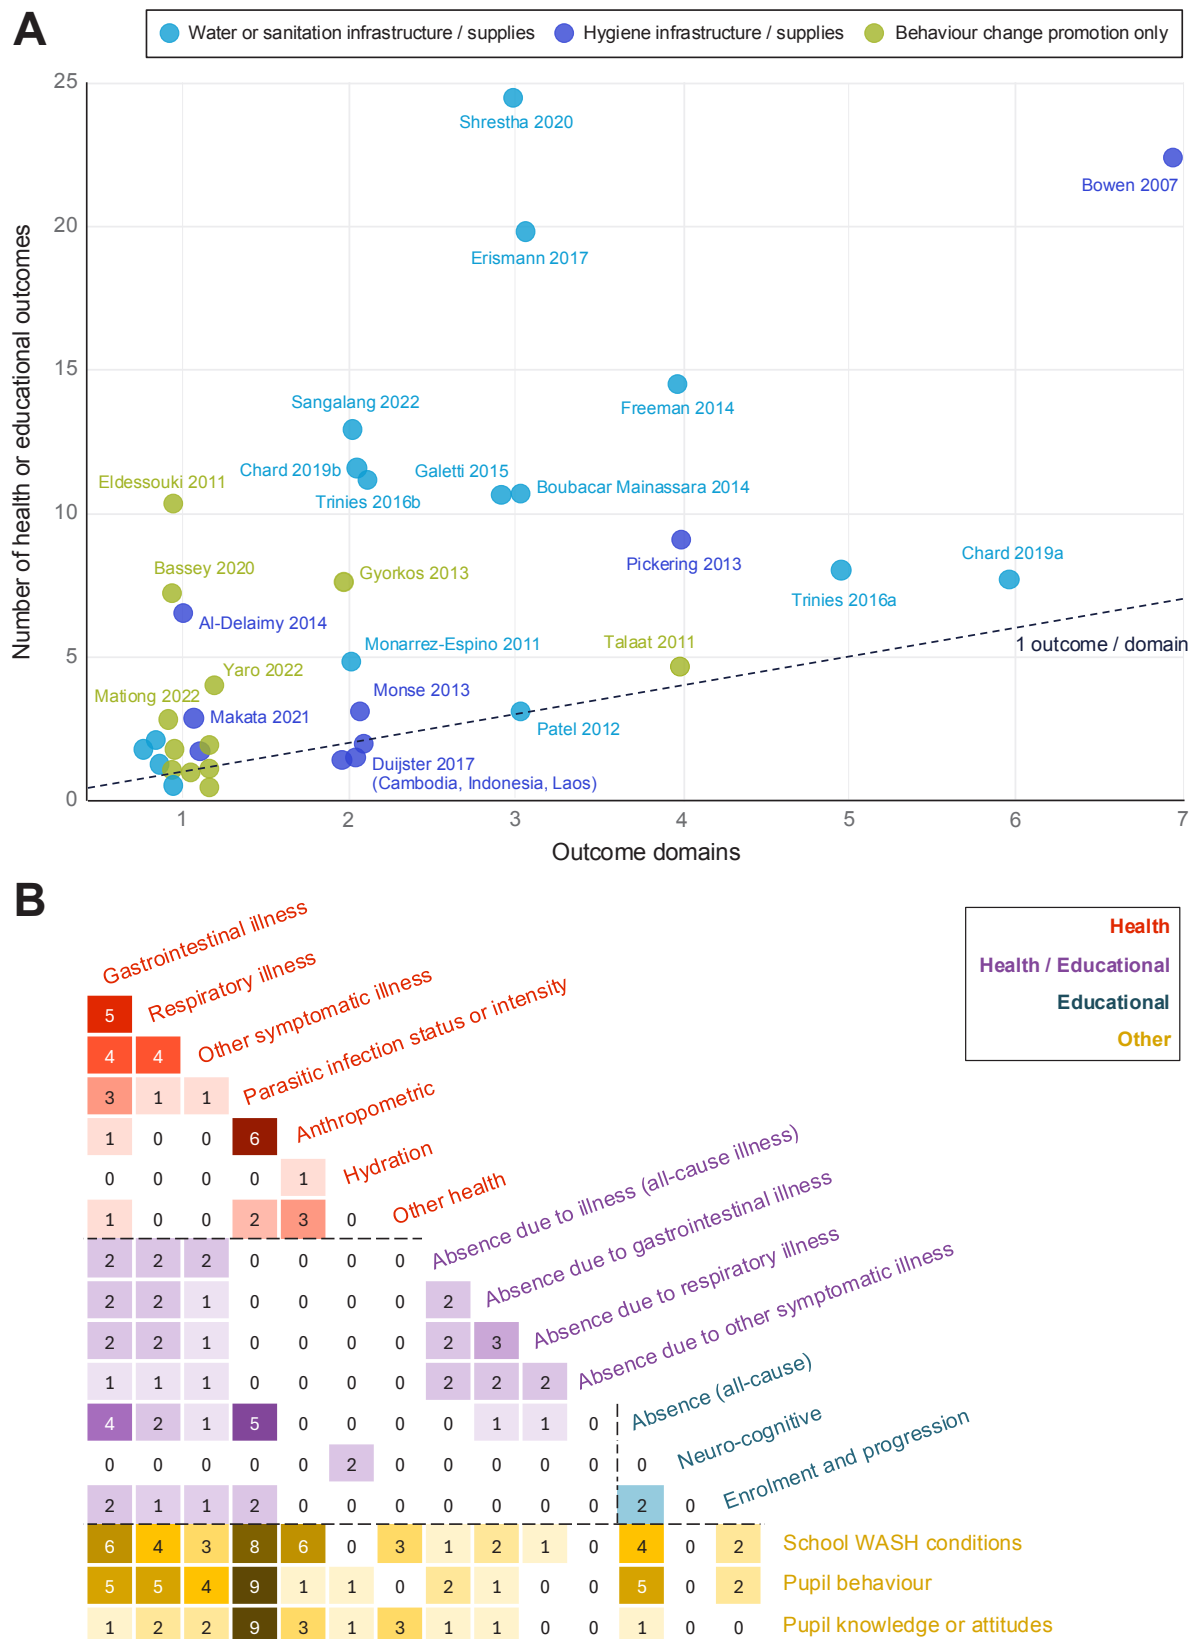 A
Water or sanitation infrastructure / supplies
Hygiene infrastructure / supplies
Behaviour change promotion only
Number of health or educational outcomes
25
20
15
10
5
0
Shrestha 2020
Bowen 2007
Erismann 2017
Sangalang 2022
Freeman 2014
Chard 2019b
Galetti 2015
Eldessouki 2011
Trinies 2016b
Boubacar Mainassara 2014
Pickering 2013
Chard 2019a
Bassey 2020
Gyorkos 2013
Trinies 2016a
Al-Delaimy 2014
Monarrez-Espino 2011
Talaat 2011
1 outcome / domain
Yaro 2022
Mationg 2022
Monse 2013
Makata 2021
Patel 2012
Duijster 2017
(Cambodia, Indonesia, Laos)
1 2 3 4 5 6 7
Outcome domains
B
Health
Health / Educational
Educational
Other
Gastrointestinal illness
5 Respiratory illness
4 4 Other symptomatic illness
3 1 1 Parasitic infection status or intensity
1 0 0 6 Anthropometric
0 0 0 0 1 Hydration
1 0 0 2 3 0 Other health
2 2 2 0 0 0 0 Absence due to illness (all-cause illness)
2 2 1 0 0 0 0 2 Absence due to gastrointestinal illness
2 2 1 0 0 0 0 2 3 Absence due to respiratory illness
1 1 1 0 0 0 0 2 2 2 Absence due to other symptomatic illness
4 2 1 5 0 0 0 0 1 1 0 Absence (all-cause)
0 0 0 0 0 2 0 0 0 0 0 0 Neuro-cognitive
2 1 1 2 0 0 0 0 0 0 0 2 0 Enrolment and progression
6 4 3 8 6 0 3 1 2 1 0 4 0 2 School WASH conditions
5 5 4 9 1 1 0 2 1 0 0 5 0 2 Pupil behaviour
1 2 2 9 3 1 3 1 1 0 0 1 0 0 Pupil knowledge or attitudes